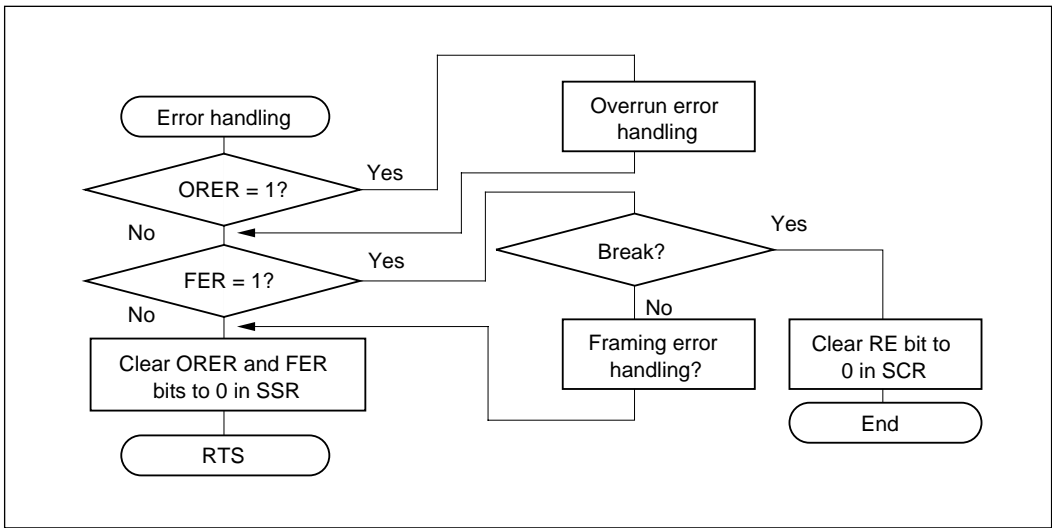 Error handling
ORER = 1?
Yes
No
Overrun error
handling
FER = 1?
Yes
No
Break?
Yes
No
Framing error
handling?
Clear RE bit to
0 in SCR
End
Clear ORER and FER
bits to 0 in SSR
RTS